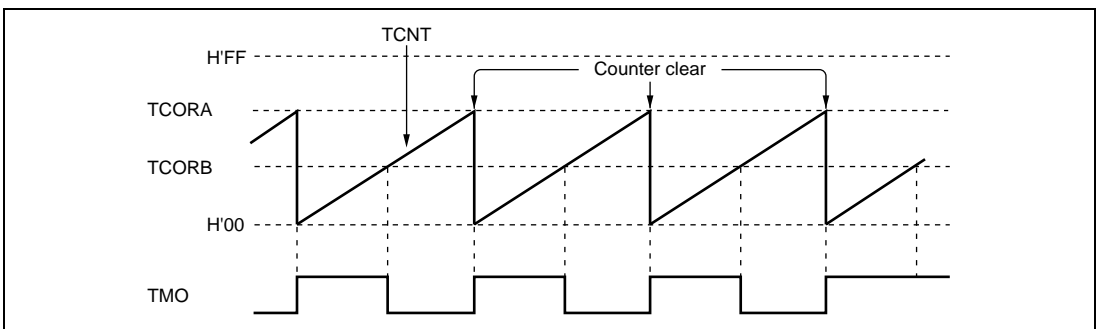 TCNT
H'FF
Counter clear
TCORA
TCORB
H'00
TMO